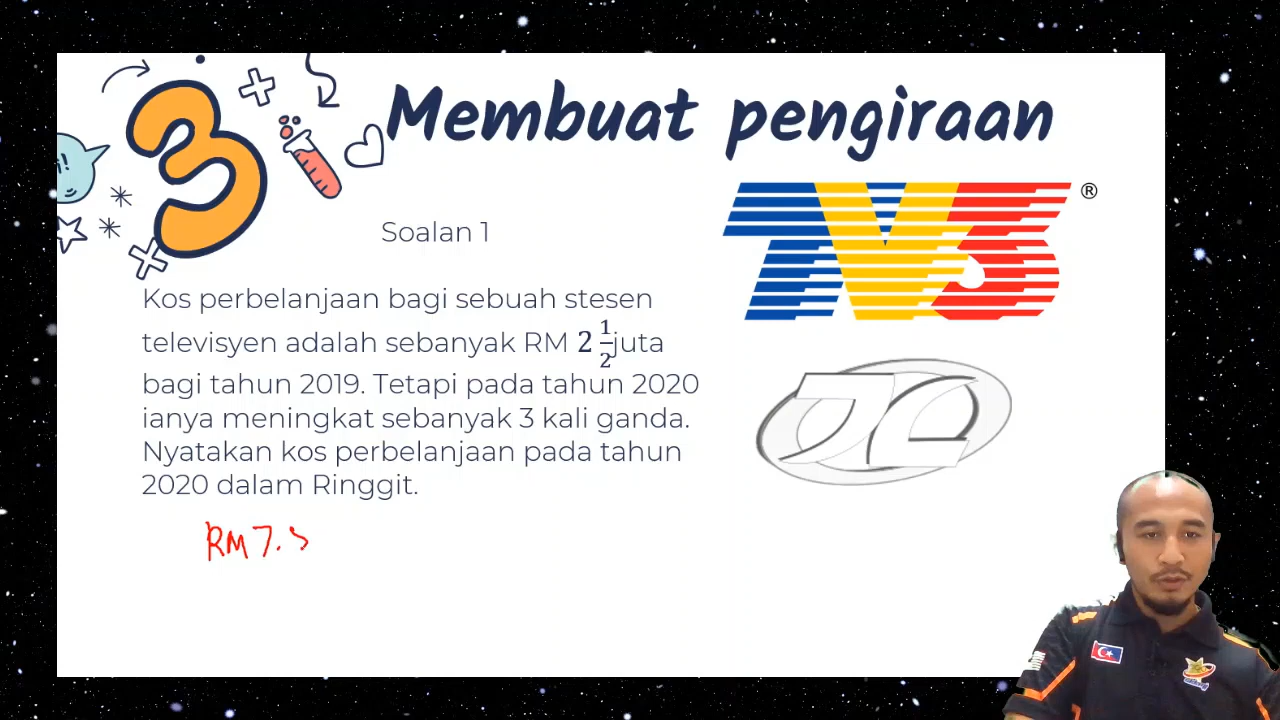 3 Membuat pengiraan
TV3®
Soalan 1
Kos perbelanjaan bagi sebuah stesen
televisyen adalah sebanyak RM 2 1/2 juta
bagi tahun 2019. Tetapi pada tahun 2020
ianya meningkat sebanyak 3 kali ganda.
Nyatakan kos perbelanjaan pada tahun
2020 dalam Ringgit.
RM7.5